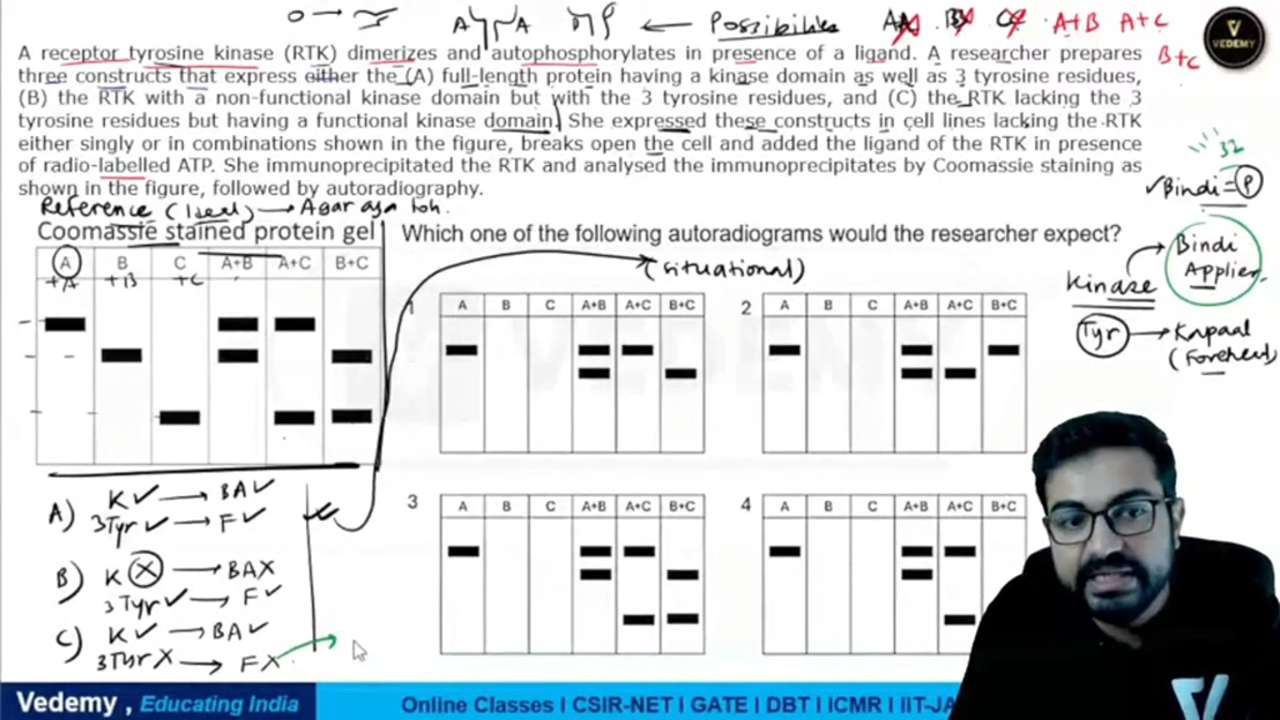 A A ← Possibilities AA BB CC A+B A+C
B+C
VEDEMY
A receptor tyrosine kinase (RTK) dimerizes and autophosphorylates in presence of a ligand. A researcher prepares
three constructs that express either the (A) full-length protein having a kinase domain as well as 3 tyrosine residues,
(B) the RTK with a non-functional kinase domain but with the 3 tyrosine residues, and (C) the RTK lacking the 3
tyrosine residues but having a functional kinase domain. She expressed these constructs in cell lines lacking the RTK
either singly or in combinations shown in the figure, breaks open the cell and added the ligand of the RTK in presence
of radio-labelled ATP. She immunoprecipitated the RTK and analysed the immunoprecipitates by Coomassie staining as
shown in the figure, followed by autoradiography.
32
✓Bindi = P
Reference (Ideal) → Agar aga toh.
Coomassie stained protein gel
Which one of the following autoradiograms would the researcher expect?
(situational)
Kinase → Bindi
Applier
Tyr → Kapaal
(Forehead)
A B C A+B A+C B+C
+A +B +C
1 A B C A+B A+C B+C
2 A B C A+B A+C B+C
3 A B C A+B A+C B+C
4 A B C A+B A+C B+C
A) K ✓ → BA ✓
3Tyr ✓ → F ✓
B) K X → BAX
3Tyr ✓ → F ✓
C) K ✓ → BA ✓
3Tyr X → F X
Vedemy , Educating India
Online Classes I CSIR-NET I GATE I DBT I ICMR I IIT-JA